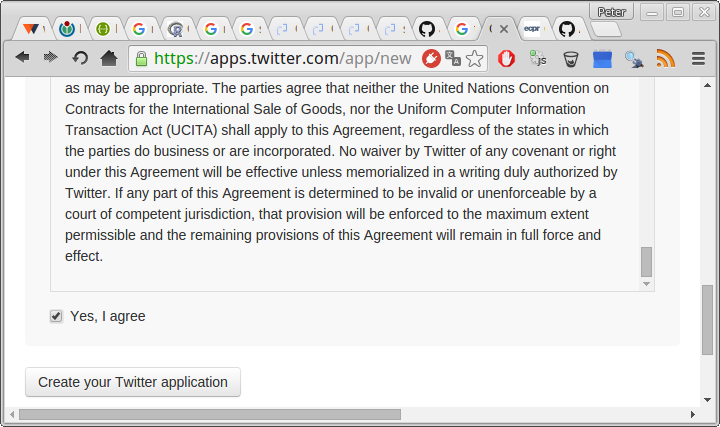 Peter
https://apps.twitter.com/app/new
as may be appropriate. The parties agree that neither the United Nations Convention on
Contracts for the International Sale of Goods, nor the Uniform Computer Information
Transaction Act (UCITA) shall apply to this Agreement, regardless of the states in which
the parties do business or are incorporated. No waiver by Twitter of any covenant or right
under this Agreement will be effective unless memorialized in a writing duly authorized by
Twitter. If any part of this Agreement is determined to be invalid or unenforceable by a
court of competent jurisdiction, that provision will be enforced to the maximum extent
permissible and the remaining provisions of this Agreement will remain in full force and
effect.
Yes, I agree
Create your Twitter application